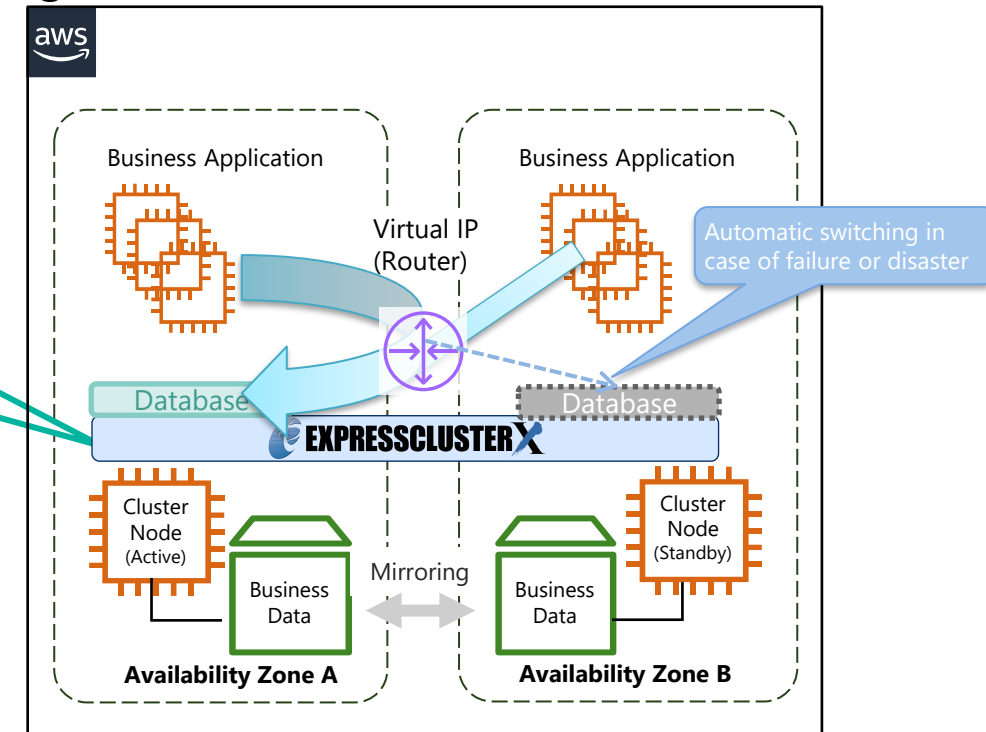 aws
Business Application
Business Application
Virtual IP
(Router)
Automatic switching in
case of failure or disaster
Database
Database
EXPRESSCLUSTER X
Cluster
Node
(Active)
Cluster
Node
(Standby)
Mirroring
Business
Data
Business
Data
Availability Zone A
Availability Zone B